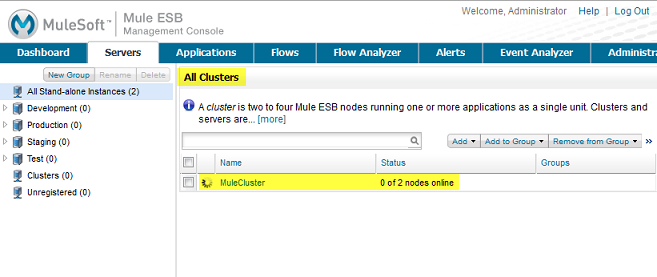 MuleSoft™ Mule ESB
Management Console
Welcome, Administrator Help | Log Out
Dashboard Servers Applications Flows Flow Analyzer Alerts Event Analyzer
New Group Rename Delete
All Stand-alone Instances (2)
Development (0)
Production (0)
Staging (0)
Test (0)
Clusters (0)
Unregistered (0)
All Clusters
A cluster is two to four Mule ESB nodes running one or more applications as a single unit. Clusters and
servers are... [more]
Add Add to Group Remove from Group »
Name Status Groups
MuleCluster 0 of 2 nodes online